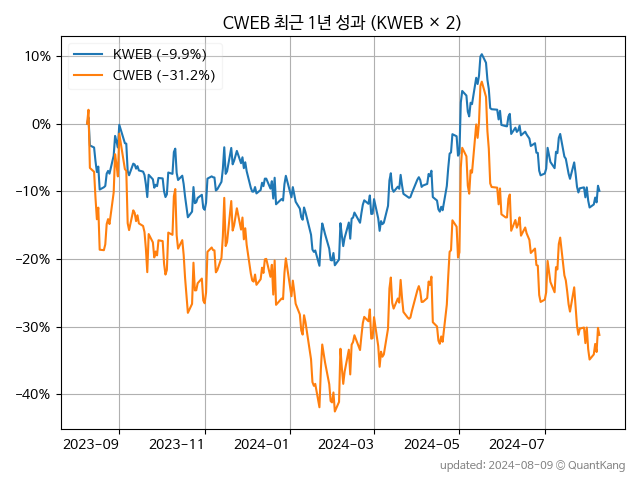 CWEB 최근 1년 성과 (KWEB × 2)
KWEB (−9.9%)
CWEB (−31.2%)
10%
0%
−10%
−20%
−30%
−40%
2023-09 2023-11 2024-01 2024-03 2024-05 2024-07
updated: 2024-08-09 © QuantKang